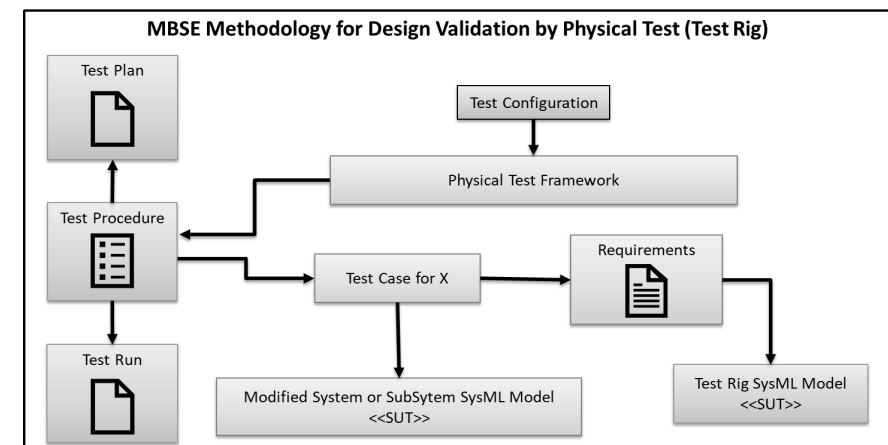 MBSE Methodology for Design Validation by Physical Test (Test Rig)
Test Plan
Test Configuration
Physical Test Framework
Test Procedure
Requirements
Test Case for X
Test Run
Modified System or SubSytem SysML Model
<<SUT>>
Test Rig SysML Model
<<SUT>>